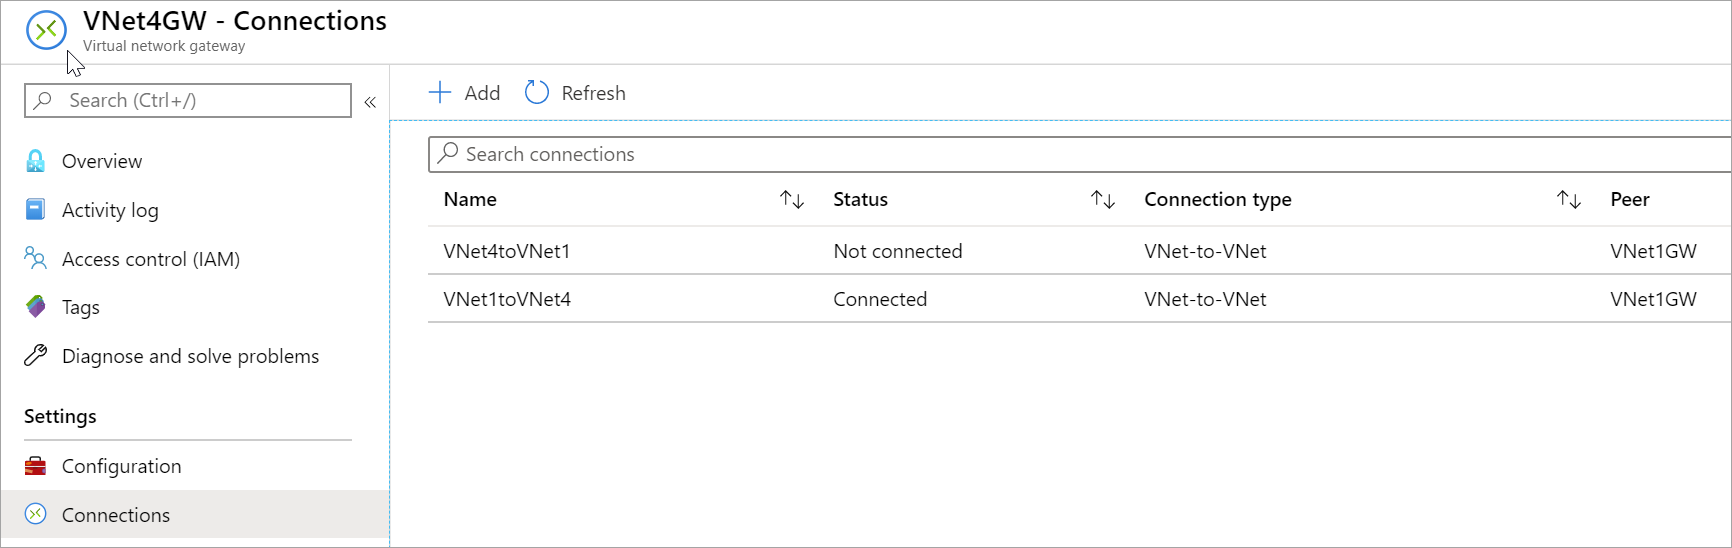 VNet4GW - Connections
Virtual network gateway
Search (Ctrl+/)
«
Overview
Activity log
Access control (IAM)
Tags
Diagnose and solve problems
Settings
Configuration
Connections
Add Refresh
Search connections
Name Status Connection type Peer
VNet4toVNet1 Not connected VNet-to-VNet VNet1GW
VNet1toVNet4 Connected VNet-to-VNet VNet1GW